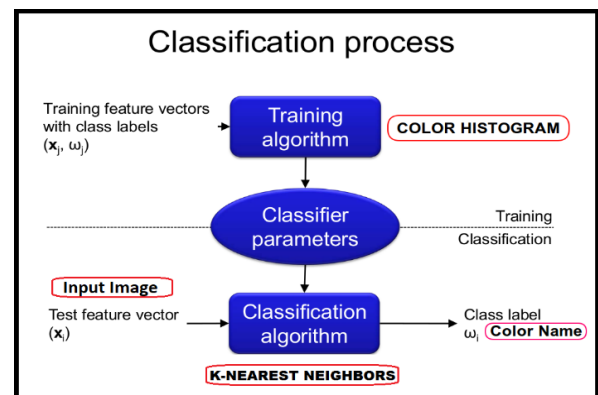 Classification process
Training feature vectors
with class labels
(xⱼ, ωⱼ)
Training
algorithm
COLOR HISTOGRAM
Classifier
parameters
Training
Classification
Input Image
Test feature vector
(xᵢ)
Classification
algorithm
Class label
ωᵢ Color Name
K-NEAREST NEIGHBORS